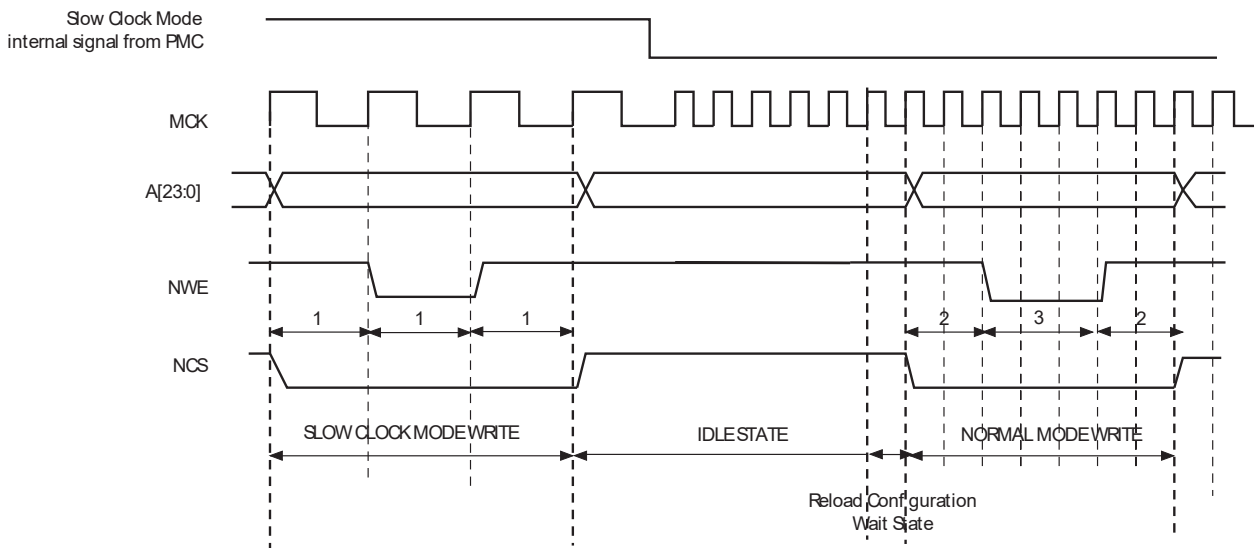 Slow Clock Mode
internal signal from PMC
MCK
A[23:0]
NWE
1 1 1 2 3 2
NCS
SLOW CLOCK MODE WRITE IDLE STATE NORMAL MODE WRITE
Reload Configuration
Wait State